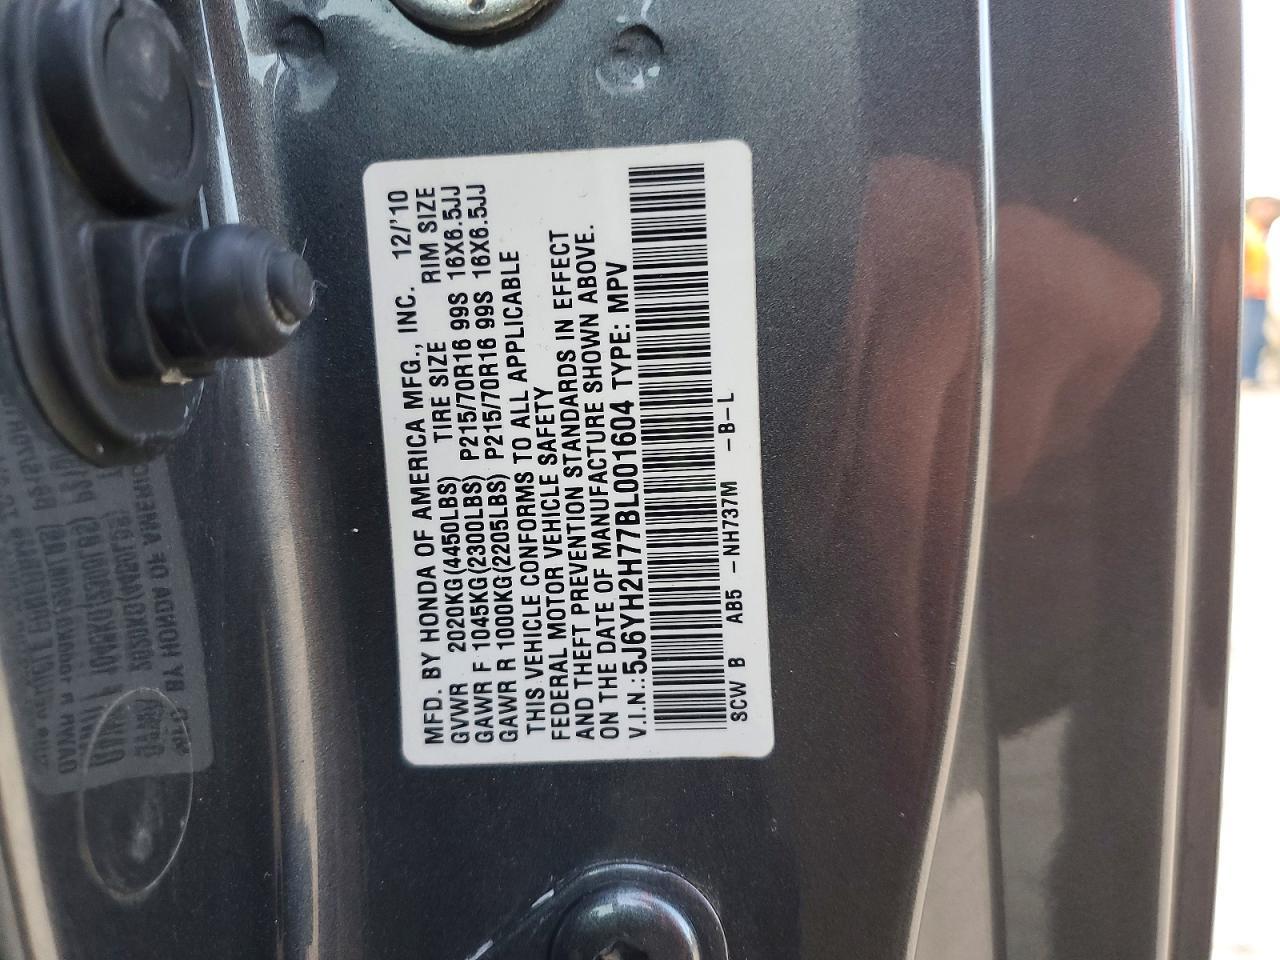 MFD. BY HONDA OF AMERICA MFG., INC. 12/'10
GVWR 2020KG(4450LBS) TIRE SIZE RIM SIZE
GAWR F 1045KG(2300LBS) P215/70R16 99S 16X6.5JJ
GAWR R 1000KG(2205LBS) P215/70R16 99S 16X6.5JJ
THIS VEHICLE CONFORMS TO ALL APPLICABLE
FEDERAL MOTOR VEHICLE SAFETY
AND THEFT PREVENTION STANDARDS IN EFFECT
ON THE DATE OF MANUFACTURE SHOWN ABOVE.
V.I.N.: 5J6YH2H77BL001604 TYPE: MPV
SCW B AB5 -NH737M -B-L